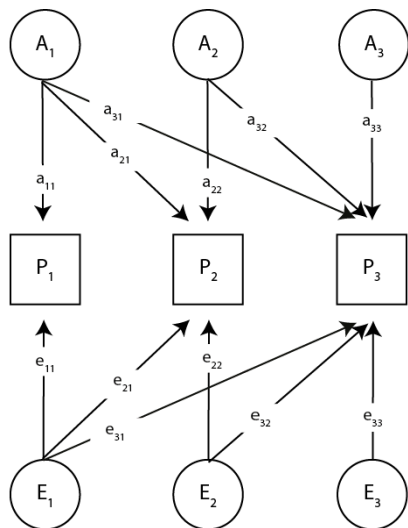 A₁ A₂ A₃
a₃₁ a₃₂ a₃₃
a₂₁
a₁₁ a₂₂
P₁ P₂ P₃
e₁₁ e₂₁ e₂₂
e₃₁ e₃₂ e₃₃
E₁ E₂ E₃